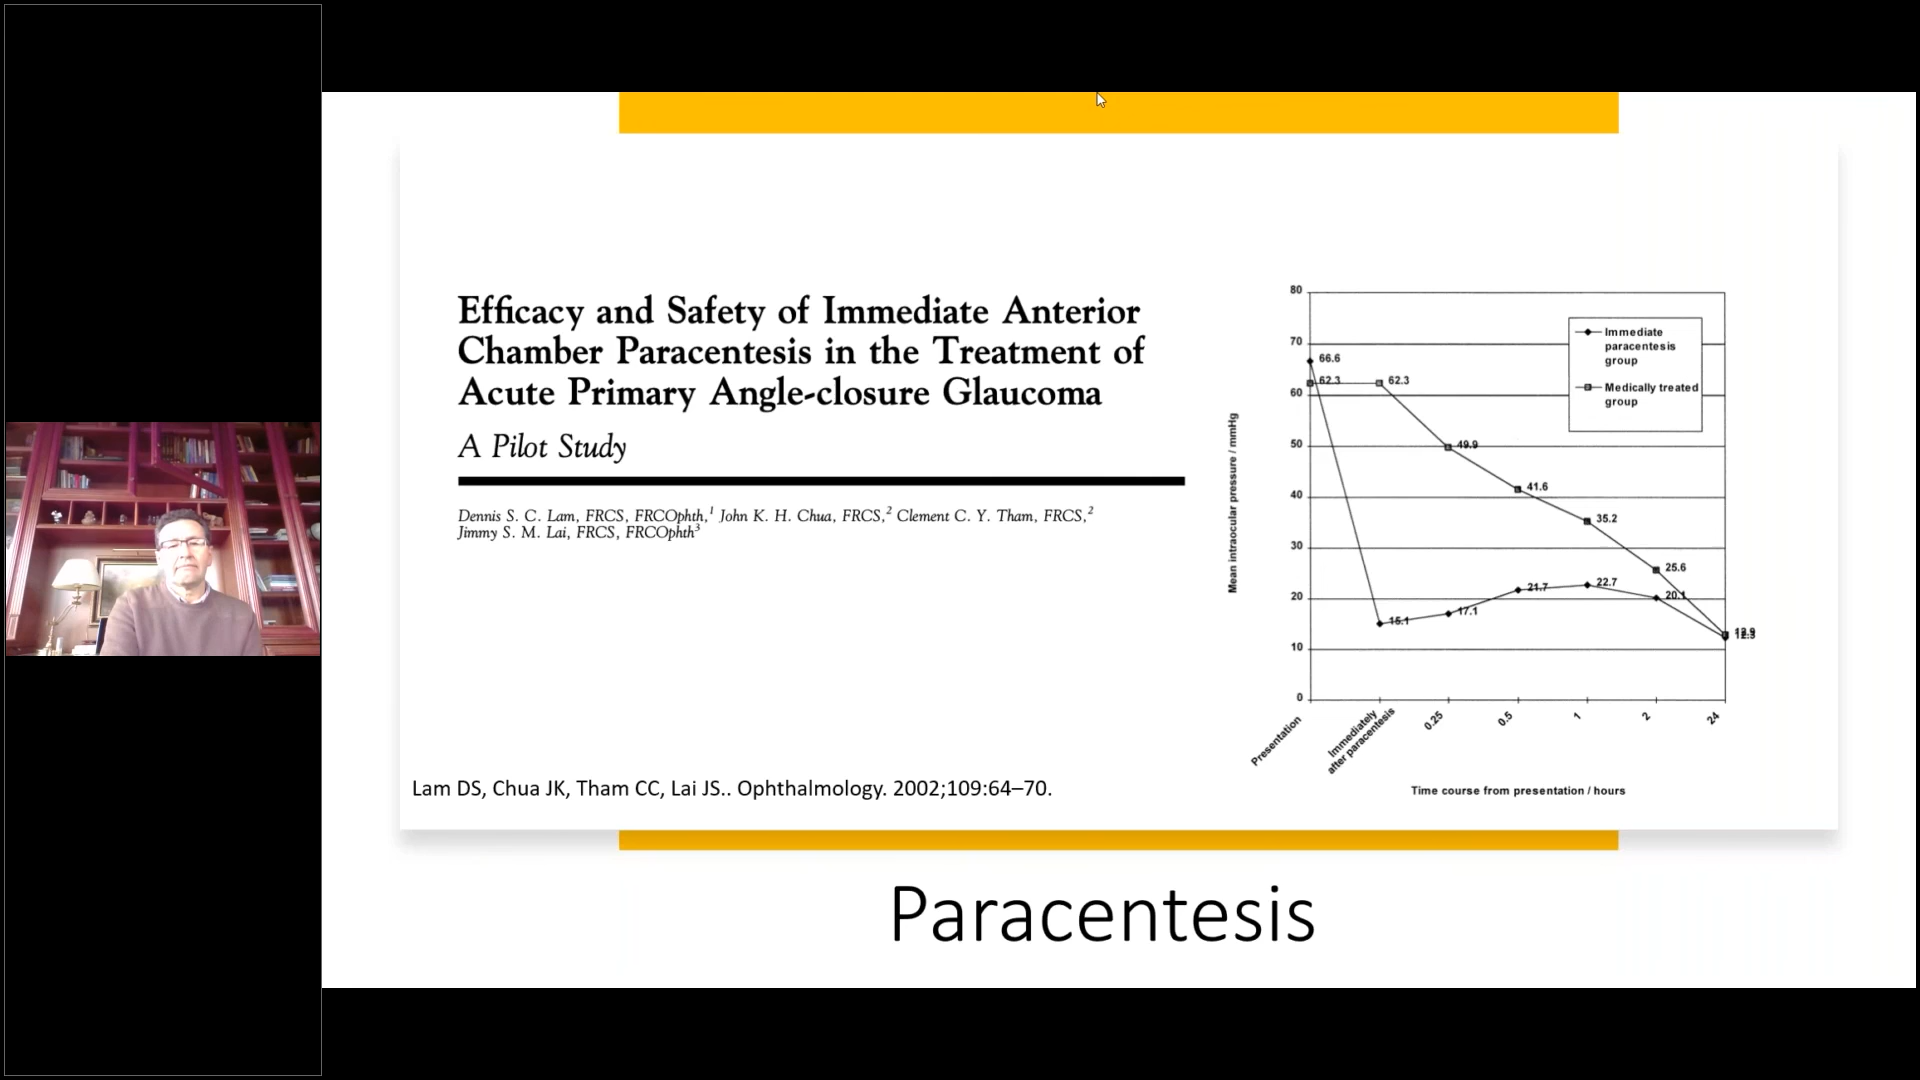 Efficacy and Safety of Immediate Anterior
Chamber Paracentesis in the Treatment of
Acute Primary Angle-closure Glaucoma
A Pilot Study
Dennis S. C. Lam, FRCS, FRCOphth,1 John K. H. Chua, FRCS,2 Clement C. Y. Tham, FRCS,2
Jimmy S. M. Lai, FRCS, FRCOphth3
Lam DS, Chua JK, Tham CC, Lai JS.. Ophthalmology. 2002;109:64–70.
Mean intraocular pressure / mmHg
80
70
60
50
40
30
20
10
0
Immediate
paracentesis
group
Medically treated
group
66.6
62.3
62.3
49.9
41.6
35.2
25.6
15.1
17.1
21.7
22.7
20.1
Presentation
Immediately
after paracentesis
0.25
0.5
1
2
24
Time course from presentation / hours
Paracentesis